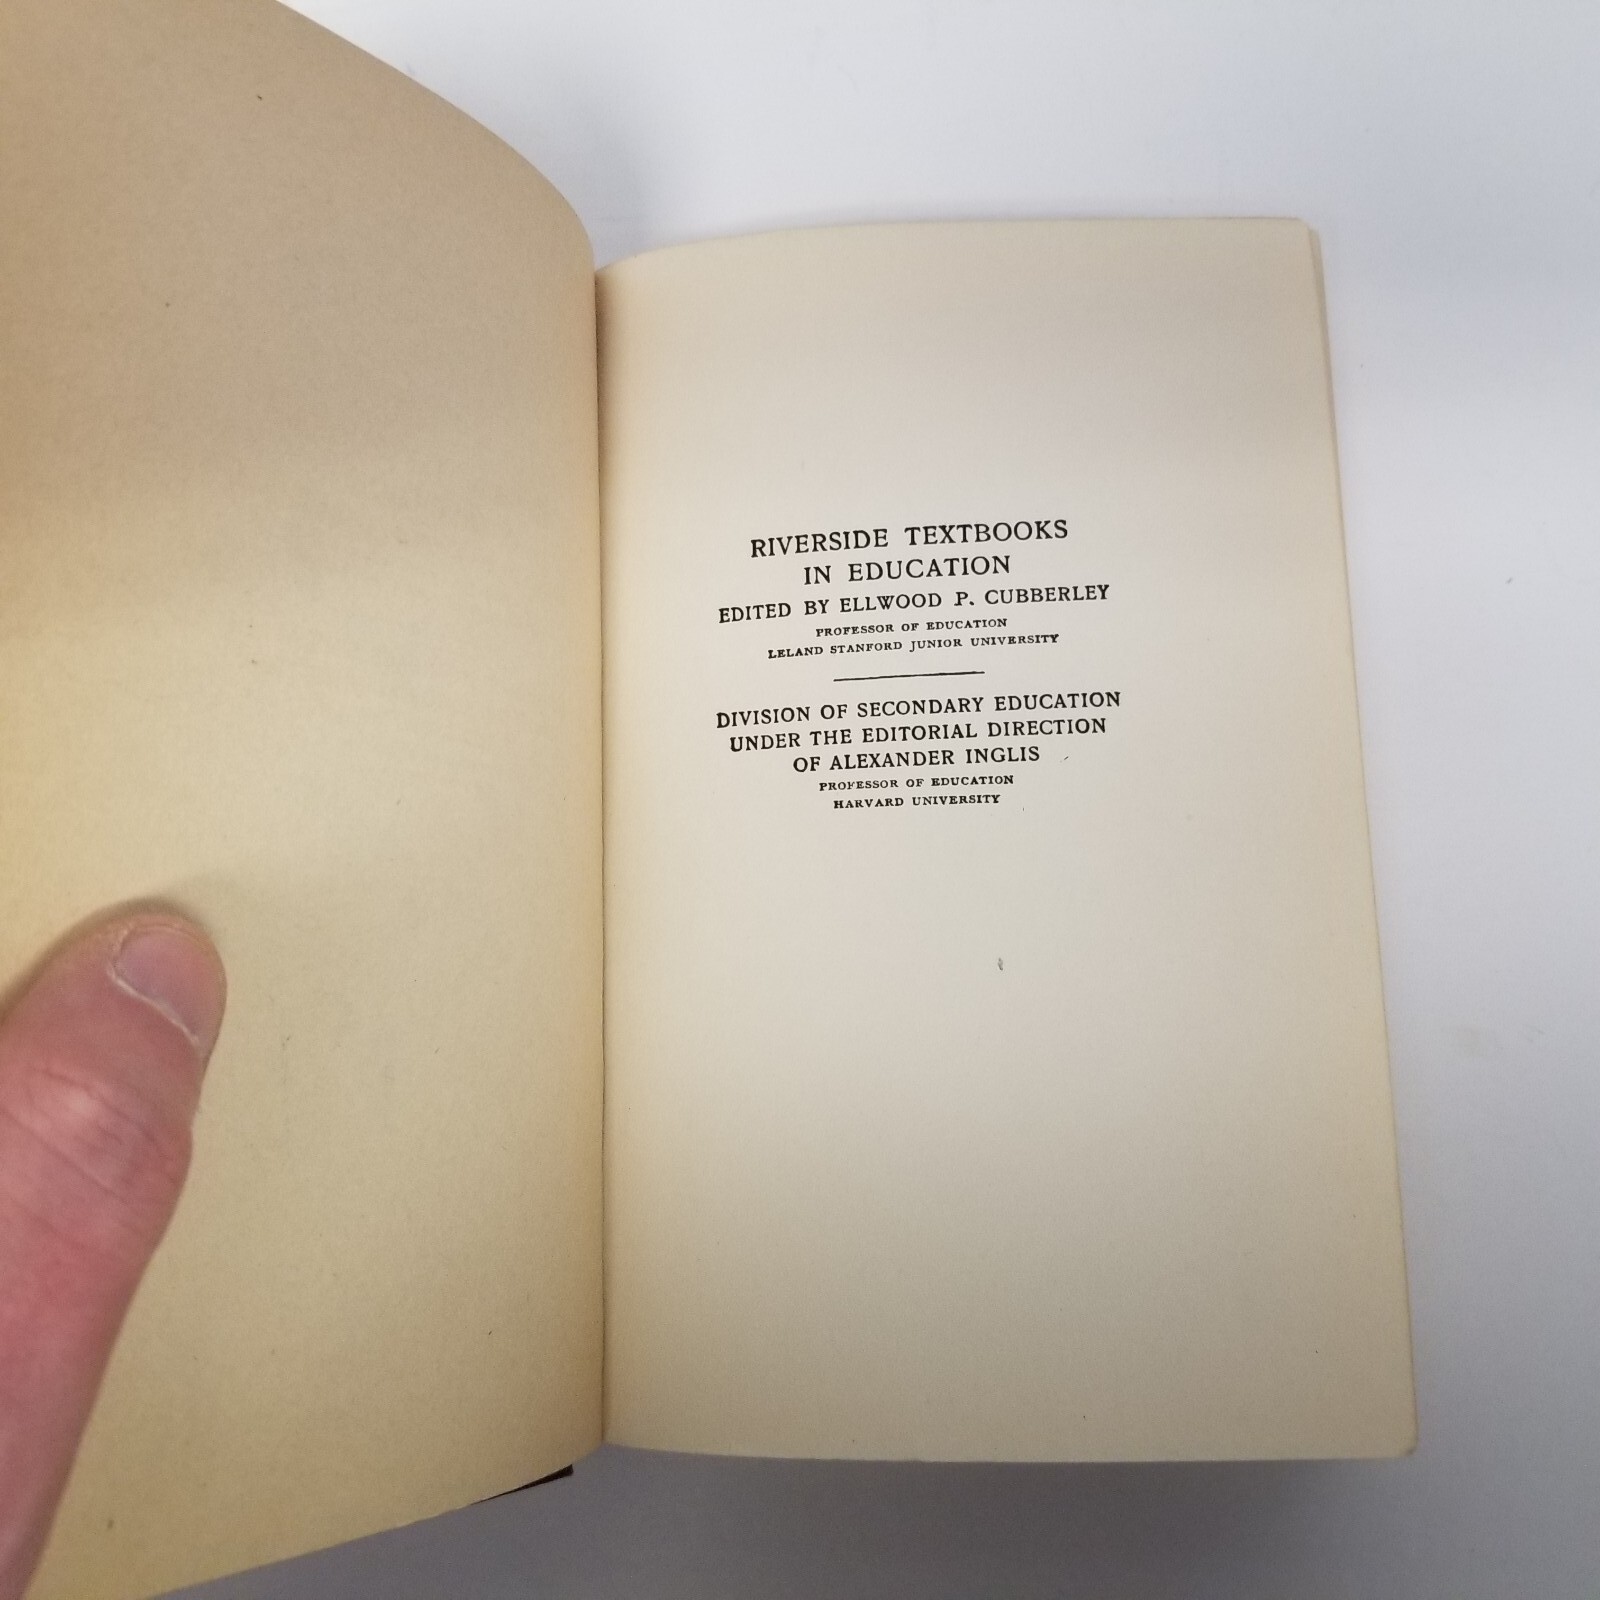 RIVERSIDE TEXTBOOKS
IN EDUCATION
EDITED BY ELLWOOD P. CUBBERLEY
PROFESSOR OF EDUCATION
LELAND STANFORD JUNIOR UNIVERSITY
DIVISION OF SECONDARY EDUCATION
UNDER THE EDITORIAL DIRECTION
OF ALEXANDER INGLIS
PROFESSOR OF EDUCATION
HARVARD UNIVERSITY